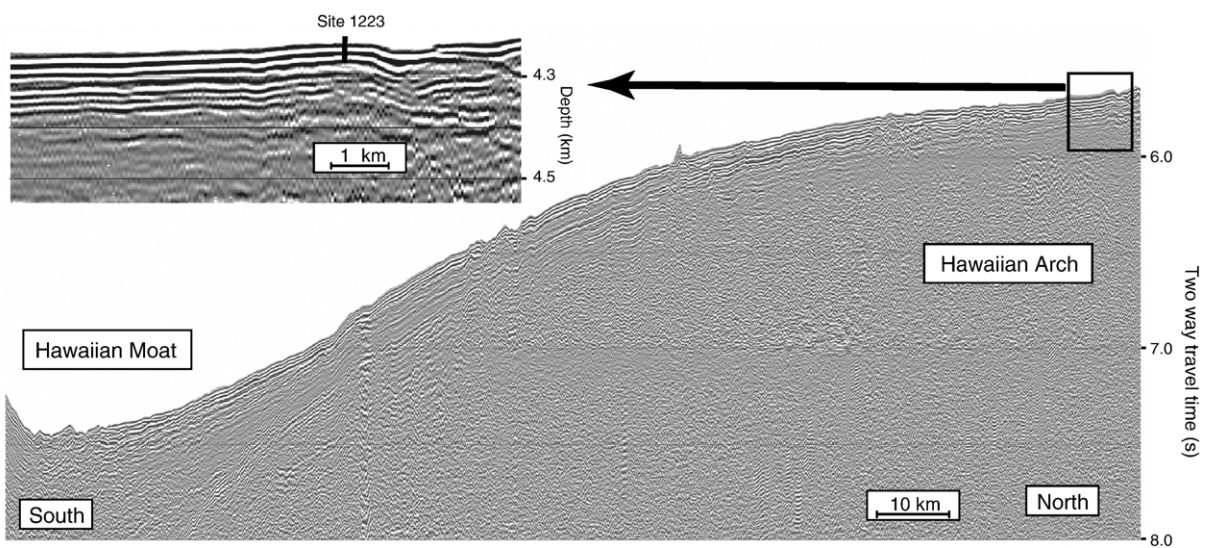 Site 1223
4.3
Depth (km)
1 km
4.5
6.0
Hawaiian Arch
Two way travel time (s)
Hawaiian Moat
7.0
10 km
North
South
8.0